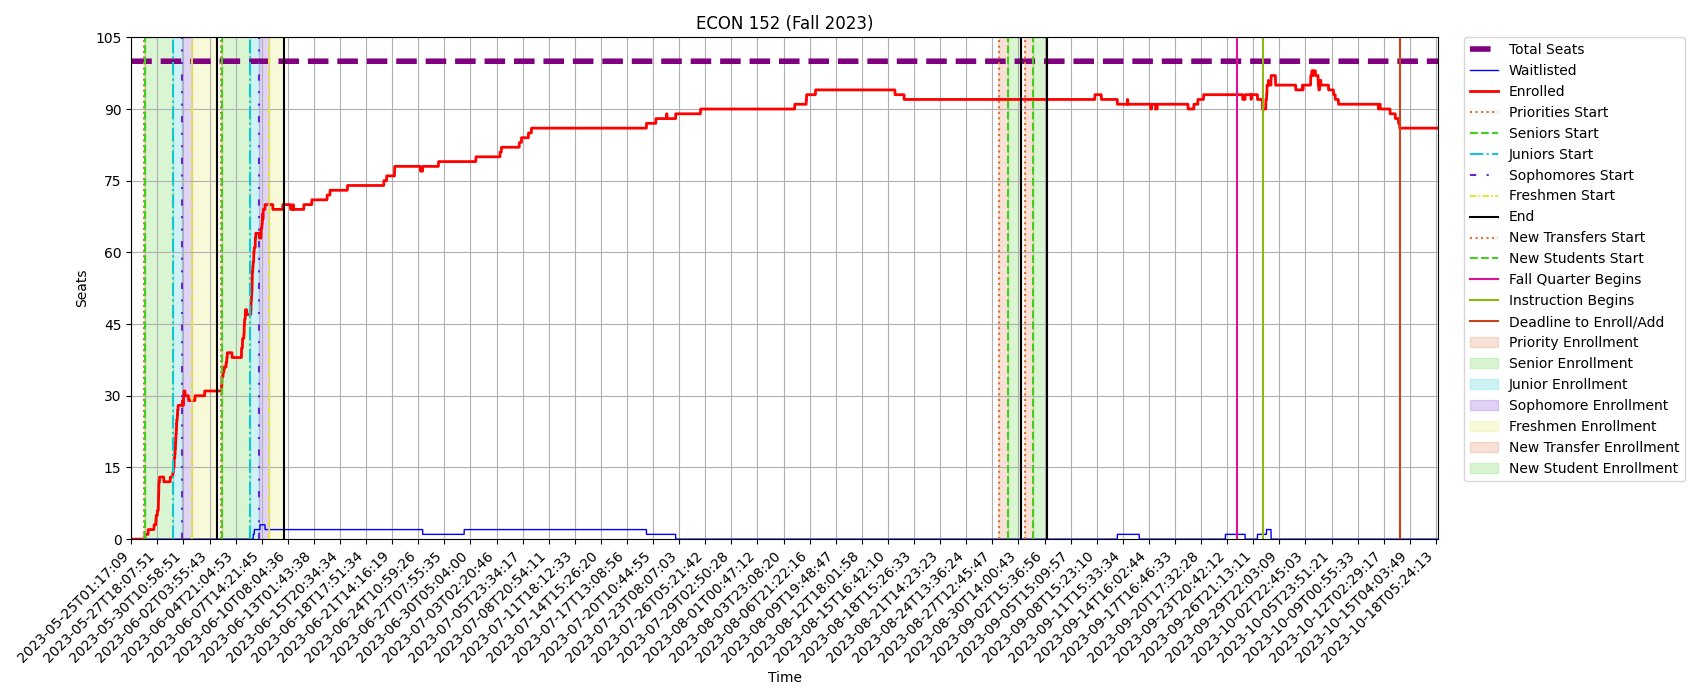 ECON 152 (Fall 2023)
105
90
75
60
45
30
15
0
Seats
2023-05-25T01:17:09
2023-05-27T18:07:51
2023-05-30T10:58:51
2023-06-02T03:55:43
2023-06-04T21:04:53
2023-06-07T14:21:45
2023-06-10T08:04:36
2023-06-13T01:43:38
2023-06-15T20:34:34
2023-06-18T17:51:34
2023-06-21T14:16:19
2023-06-24T10:59:26
2023-06-27T07:55:35
2023-06-30T05:04:00
2023-07-03T02:20:46
2023-07-05T23:34:17
2023-07-08T20:54:11
2023-07-11T18:12:33
2023-07-14T15:26:20
2023-07-17T13:08:56
2023-07-20T10:44:55
2023-07-23T08:07:03
2023-07-26T05:21:42
2023-07-29T02:50:28
2023-08-01T00:47:12
2023-08-03T23:08:20
2023-08-06T21:22:16
2023-08-09T19:48:47
2023-08-12T18:01:58
2023-08-15T16:42:10
2023-08-18T15:26:33
2023-08-21T14:23:23
2023-08-24T13:36:24
2023-08-27T12:45:47
2023-08-30T14:00:43
2023-09-02T15:36:56
2023-09-05T15:09:57
2023-09-08T15:23:10
2023-09-11T15:33:34
2023-09-14T16:02:44
2023-09-17T16:46:33
2023-09-20T17:32:28
2023-09-23T20:42:12
2023-09-26T21:13:11
2023-09-29T22:03:09
2023-10-02T22:45:03
2023-10-05T23:51:21
2023-10-09T00:55:33
2023-10-12T02:29:17
2023-10-15T04:03:49
2023-10-18T05:24:13
Time
Total Seats
Waitlisted
Enrolled
Priorities Start
Seniors Start
Juniors Start
Sophomores Start
Freshmen Start
End
New Transfers Start
New Students Start
Fall Quarter Begins
Instruction Begins
Deadline to Enroll/Add
Priority Enrollment
Senior Enrollment
Junior Enrollment
Sophomore Enrollment
Freshmen Enrollment
New Transfer Enrollment
New Student Enrollment